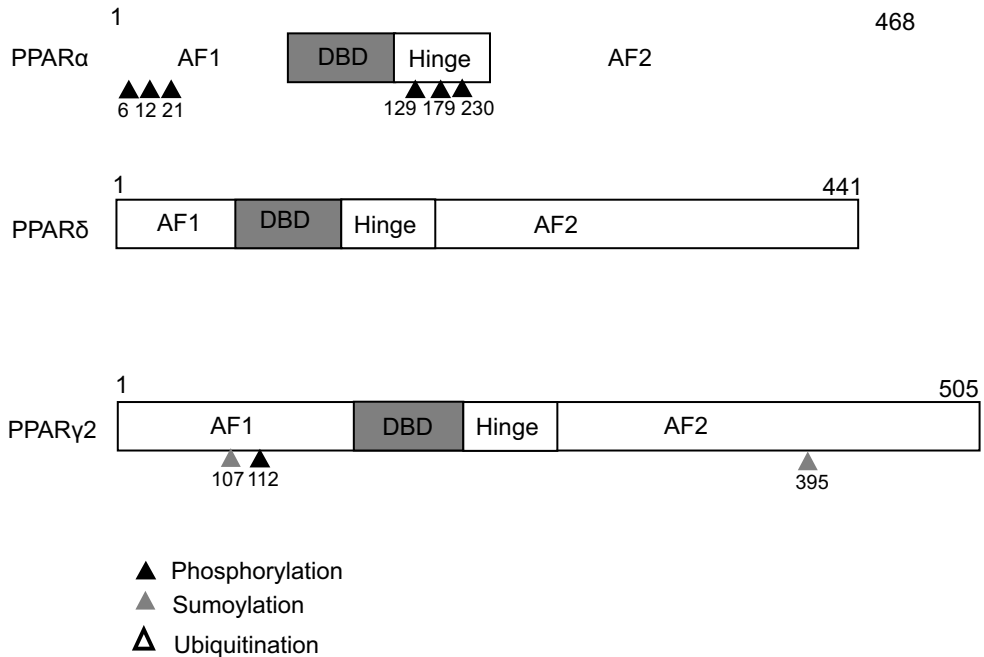 1 468
PPARα AF1 DBD Hinge AF2
6 12 21 129 179 230
1 441
PPARδ AF1 DBD Hinge AF2
1 505
PPARγ2 AF1 DBD Hinge AF2
107 112 395
Phosphorylation
Sumoylation
Ubiquitination